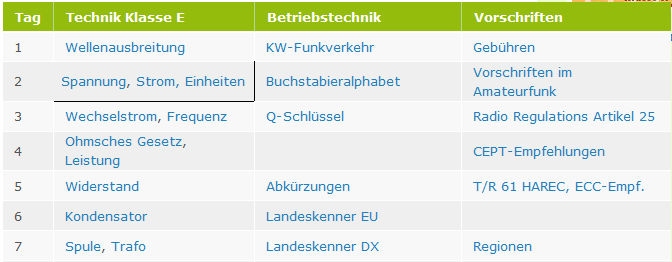 Tag Technik Klasse E Betriebstechnik Vorschriften
1 Wellenausbreitung KW-Funkverkehr Gebühren
2 Spannung, Strom, Einheiten Buchstabieralphabet Vorschriften im
Amateurfunk
3 Wechselstrom, Frequenz Q-Schlüssel Radio Regulations Artikel 25
4 Ohmsches Gesetz,
Leistung CEPT-Empfehlungen
5 Widerstand Abkürzungen T/R 61 HAREC, ECC-Empf.
6 Kondensator Landeskenner EU
7 Spule, Trafo Landeskenner DX Regionen